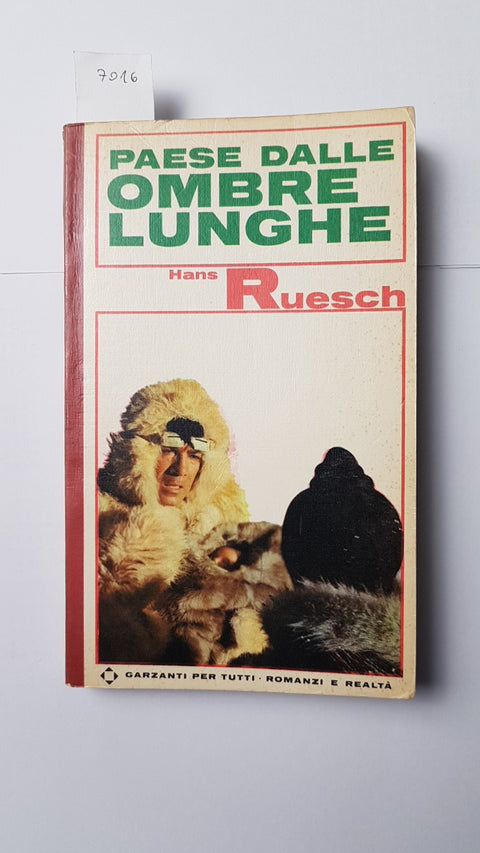 7016
PAESE DALLE
OMBRE
LUNGHE
Hans Ruesch
GARZANTI PER TUTTI · ROMANZI E REALTÀ